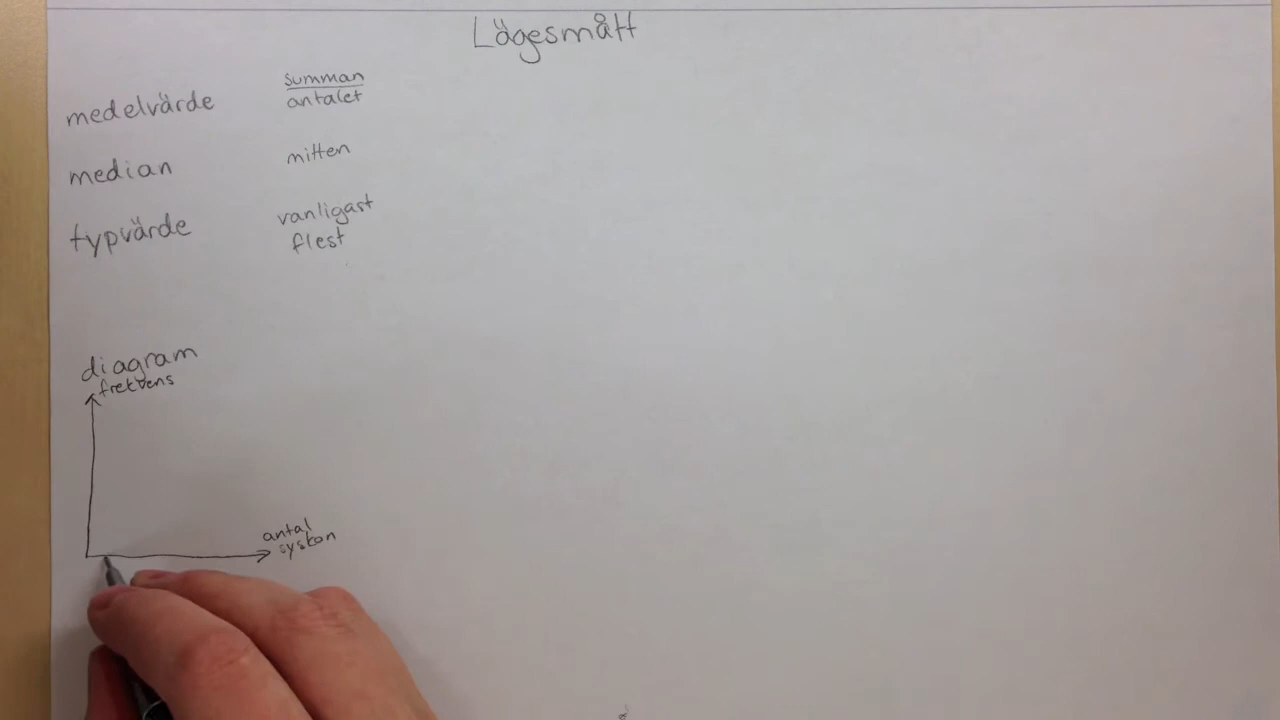 Lägesmått
medelvärde
summan
antalet
median
mitten
typvärde
vanligast
flest
diagram
frekvens
antal
syskon